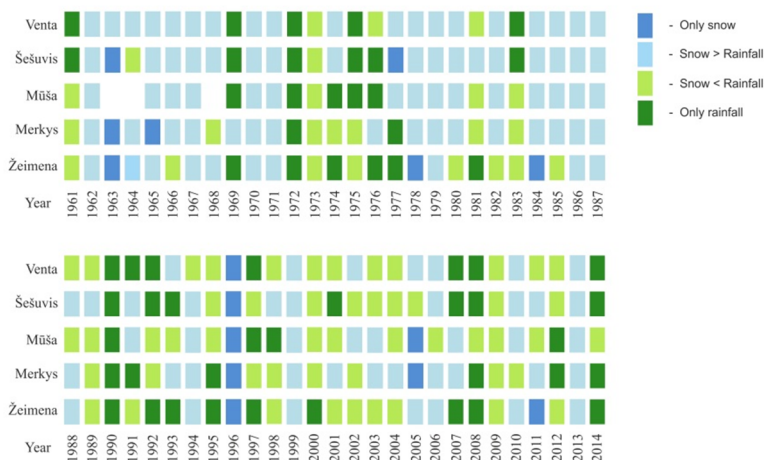 Venta
Šešuvis
Mūša
Merkys
Žeimena
Year 1961 1962 1963 1964 1965 1966 1967 1968 1969 1970 1971 1972 1973 1974 1975 1976 1977 1978 1979 1980 1981 1982 1983 1984 1985 1986 1987
- Only snow
- Snow > Rainfall
- Snow < Rainfall
- Only rainfall
Venta
Šešuvis
Mūša
Merkys
Žeimena
Year 1988 1989 1990 1991 1992 1993 1994 1995 1996 1997 1998 1999 2000 2001 2002 2003 2004 2005 2006 2007 2008 2009 2010 2011 2012 2013 2014